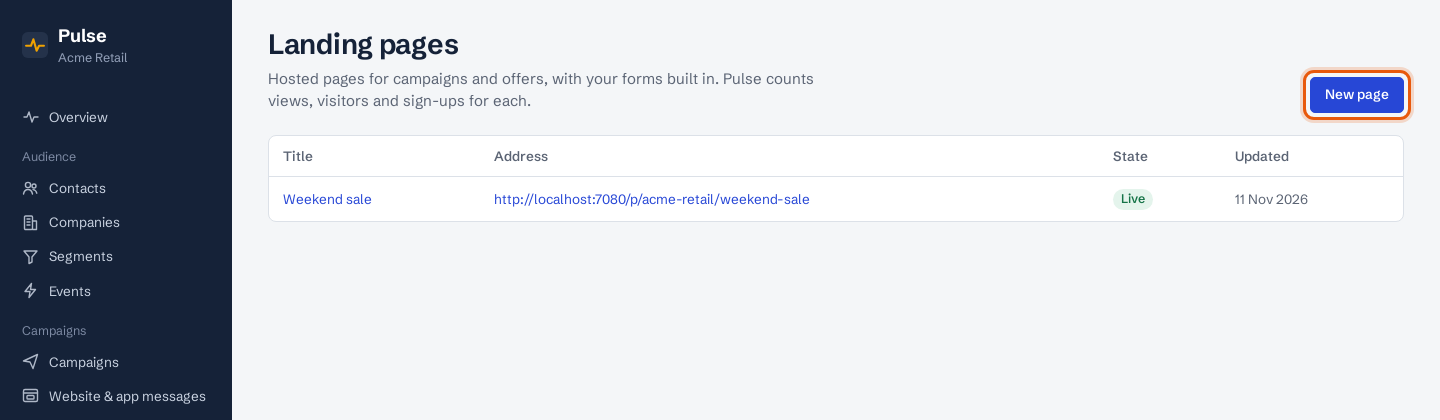 Pulse
Acme Retail
Overview
Audience
Contacts
Companies
Segments
Events
Campaigns
Campaigns
Website & app messages
Landing pages
Hosted pages for campaigns and offers, with your forms built in. Pulse counts
views, visitors and sign-ups for each.
New page
Title Address State Updated
Weekend sale http://localhost:7080/p/acme-retail/weekend-sale Live 11 Nov 2026